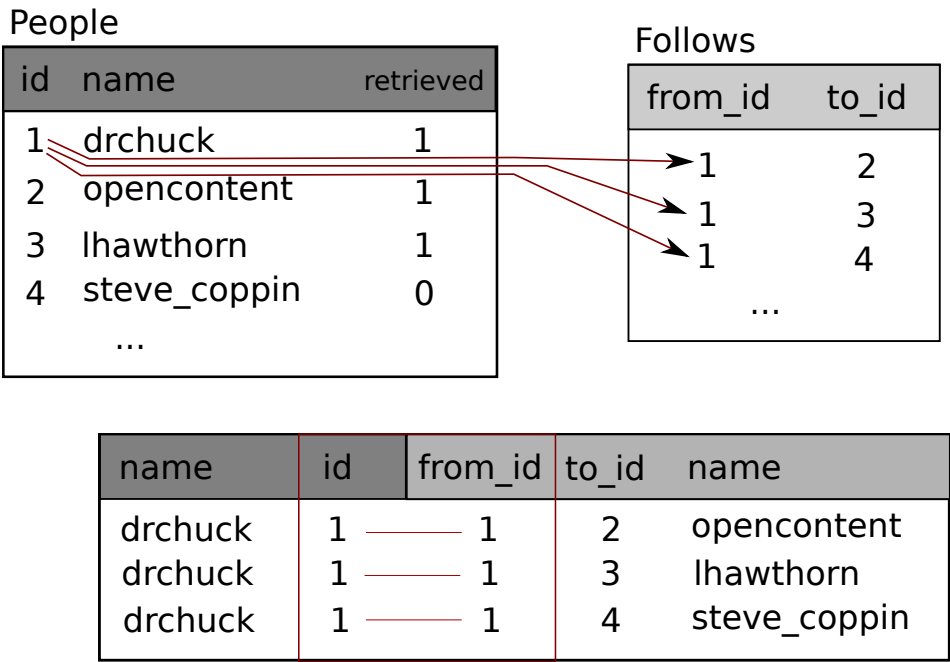 People
id name retrieved
1 drchuck 1
2 opencontent 1
3 lhawthorn 1
4 steve_coppin 0
...
Follows
from_id to_id
1 2
1 3
1 4
...
name id from_id to_id name
drchuck 1 1 2 opencontent
drchuck 1 1 3 lhawthorn
drchuck 1 1 4 steve_coppin